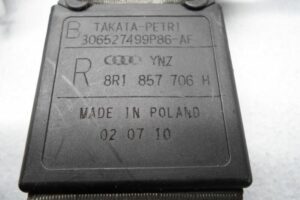 B TAKATA-PETRI
306527499P86-AF
R YNZ
8R1 857 706 H
MADE IN POLAND
02 07 10